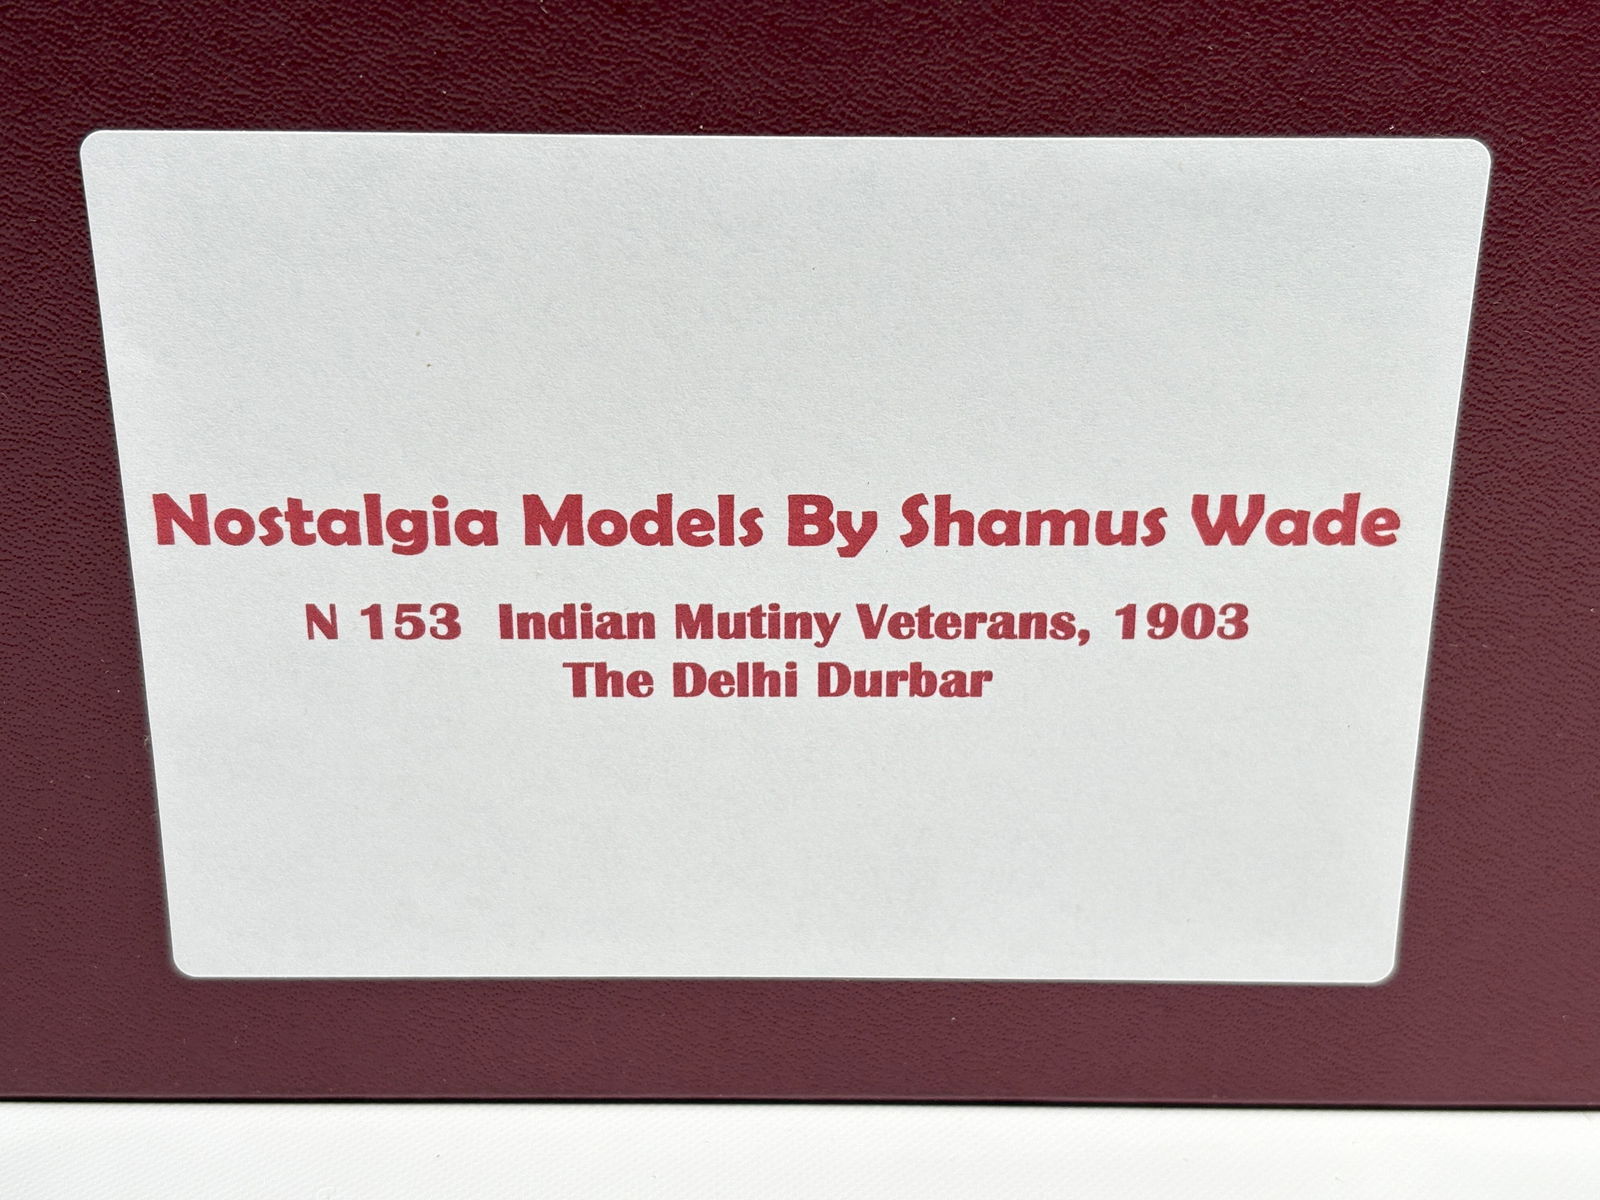 Nostalgia Models By Shamus Wade
N 153 Indian Mutiny Veterans, 1903
The Delhi Durbar